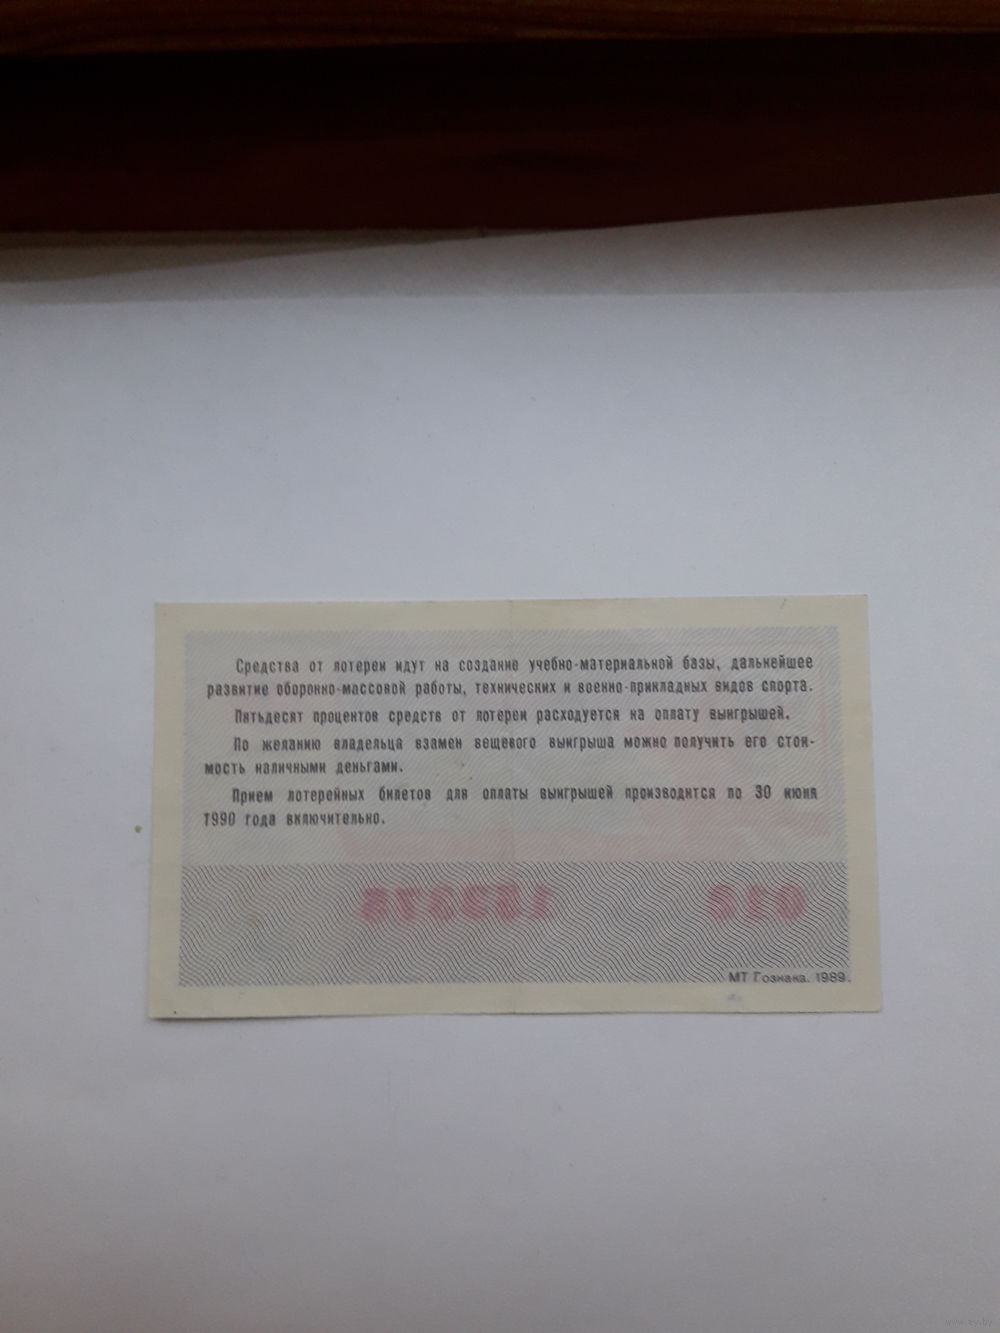 Средства от лотереи идут на создание учебно-материальной базы, дальнейшее
развитие оборонно-массовой работы, технических и военно-прикладных видов спорта.
Пятьдесят процентов средств от лотереи расходуется на оплату выигрышей.
По желанию владельца взамен вещевого выигрыша можно получить его стои-
мость наличными деньгами.
Прием лотерейных билетов для оплаты выигрышей производится по 30 июня
1990 года включительно.
МТ Гознака. 1989.